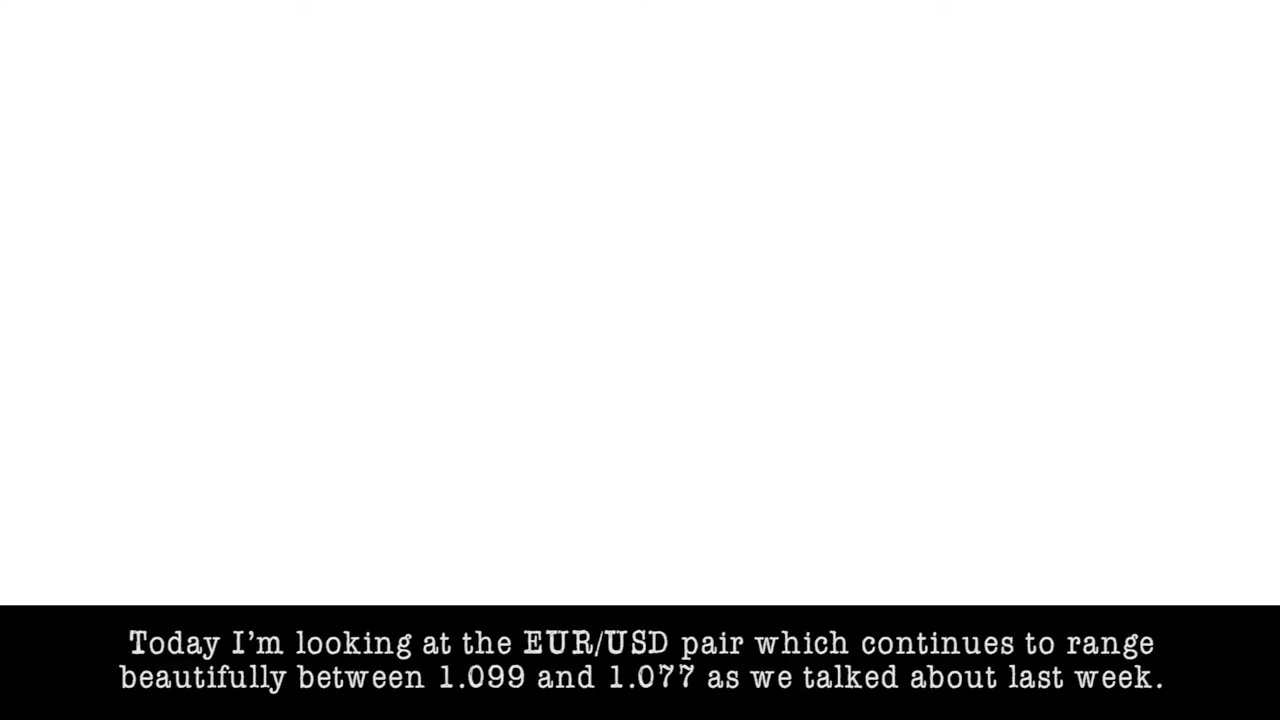 Today I'm looking at the EUR/USD pair which continues to range
beautifully between 1.099 and 1.077 as we talked about last week.